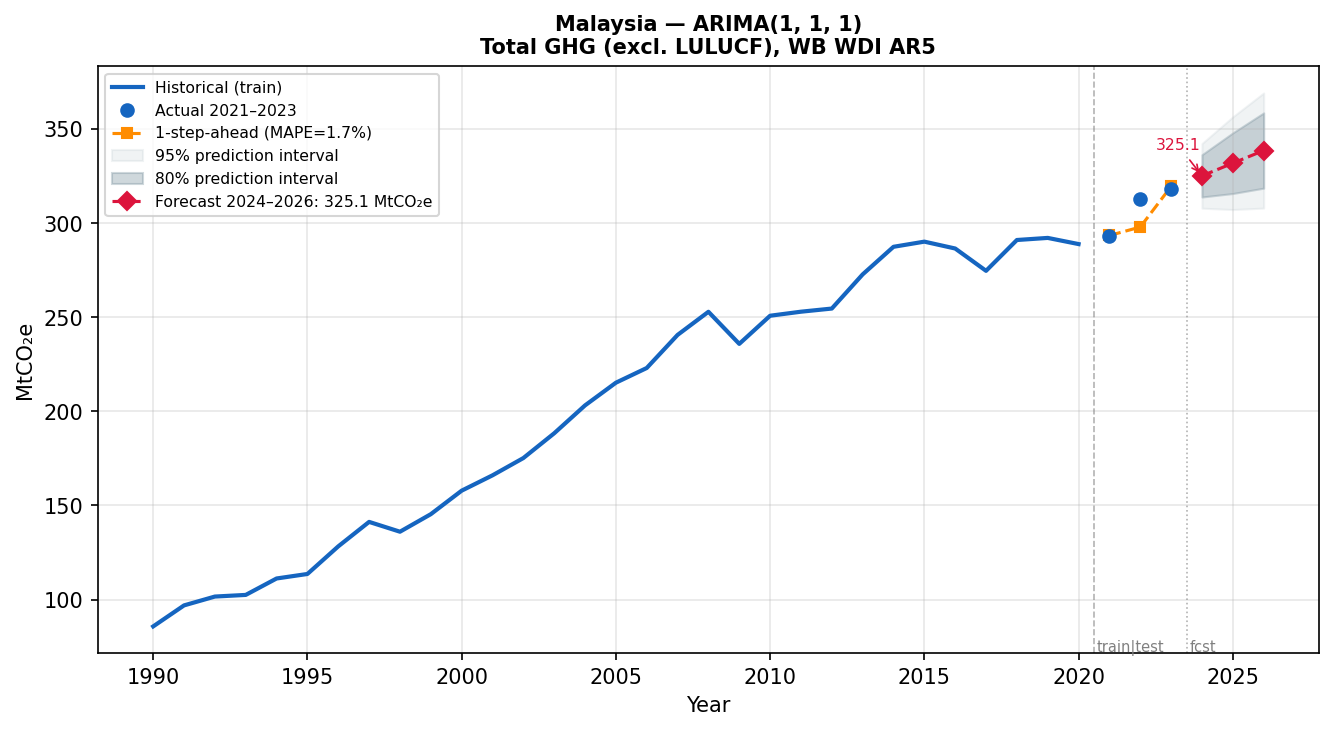 Malaysia — ARIMA(1, 1, 1)
Total GHG (excl. LULUCF), WB WDI AR5
Historical (train)
Actual 2021–2023
1-step-ahead (MAPE=1.7%)
95% prediction interval
80% prediction interval
Forecast 2024–2026: 325.1 MtCO₂e
325.1
MtCO₂e
350
300
250
200
150
100
train|test
fcst
1990
1995
2000
2005
2010
2015
2020
2025
Year